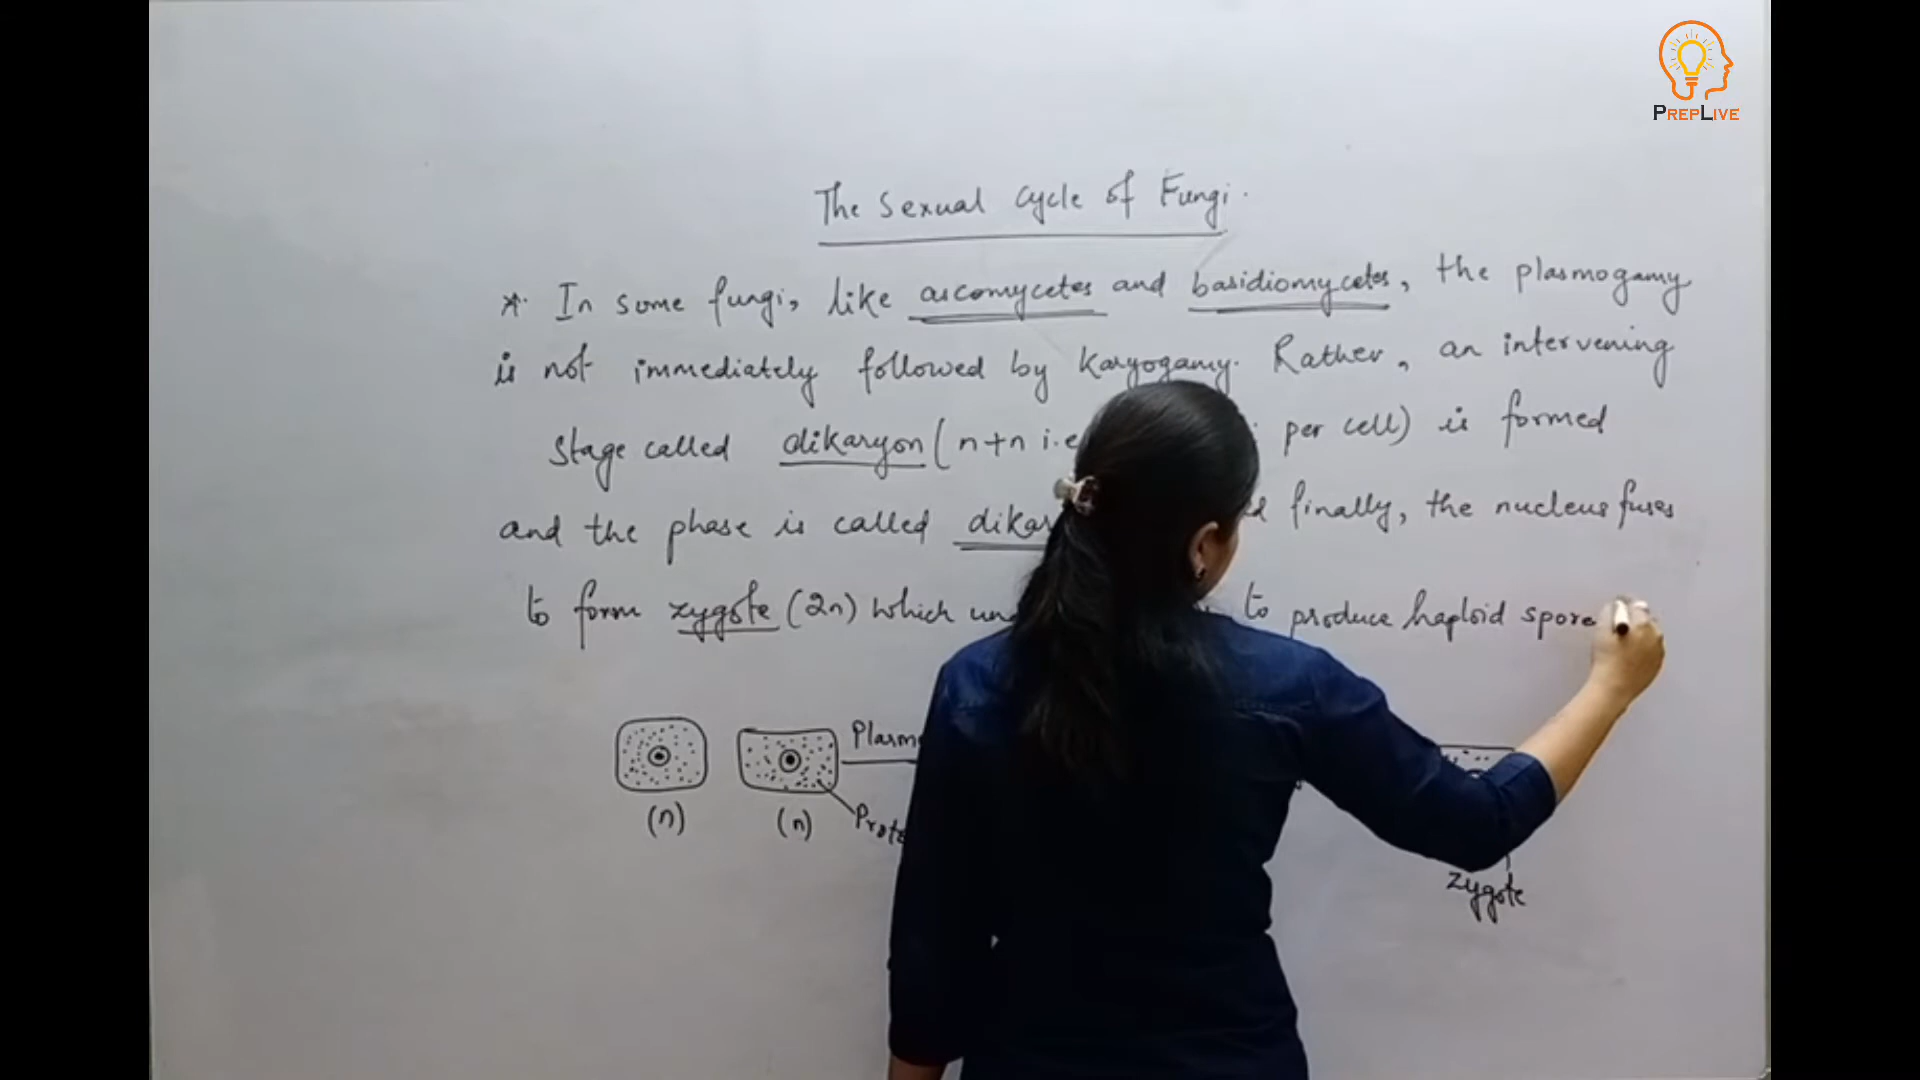 PREPLIVE
The sexual cycle of Fungi.
* In some fungi, like ascomycetes and basidiomycetes, the plasmogamy
is not immediately followed by Karyogamy. Rather, an intervening
stage called dikaryon (n+n i.e per cell) is formed
and the phase is called finally, the nucleus fuses
to form zygote (2n) which to produce haploid spore
(n)
(n)
zygote